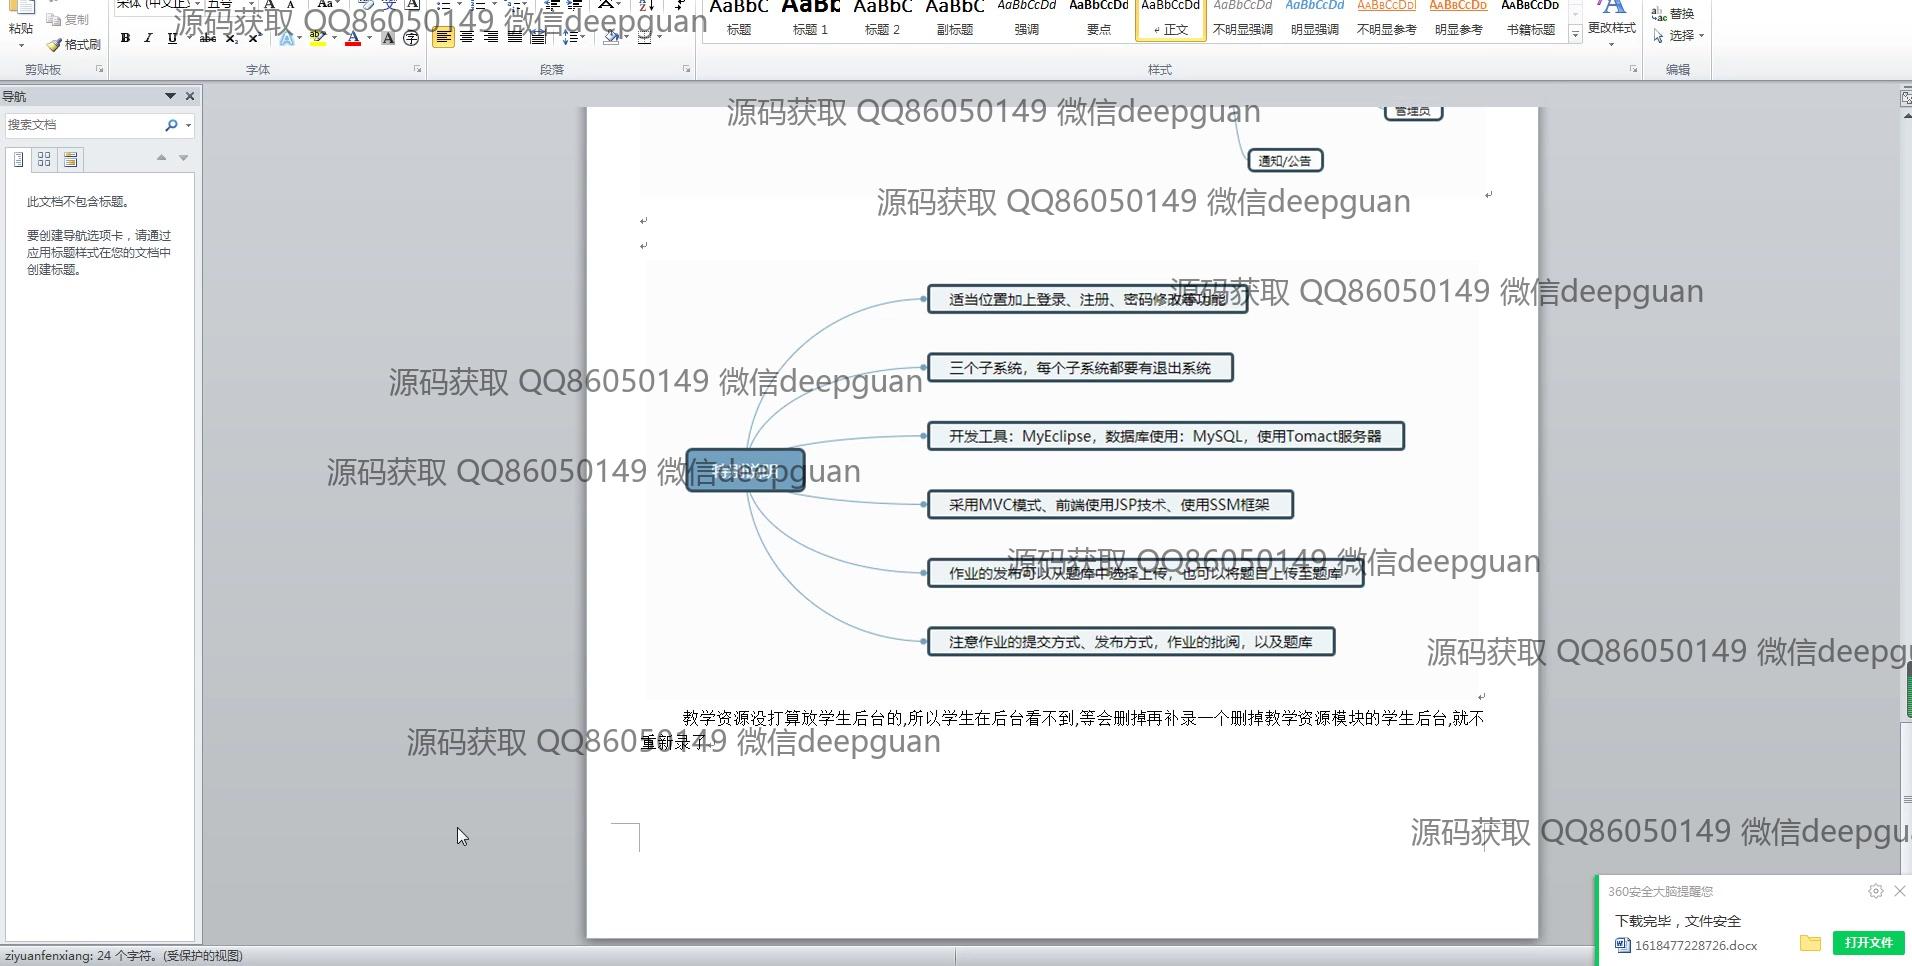 宋体 (中文正
五号
Aa
AaBbC
AaBb
AaBbC
AaBbC
AaBbCcDd
AaBbCcDd
AaBbCcDd
AaBbCcDd
AaBbCcDd
AaBbCcDd
AaBbCcDd
AaBbCcDd
粘贴
复制
格式刷
B I U abc
标题
标题 1
标题 2
副标题
强调
要点
正文
不明显强调
明显强调
不明显参考
明显参考
书籍标题
更改样式
替换
选择
源码获取 QQ86050149 微信deepguan
剪贴板
字体
段落
样式
编辑
导航
搜索文档
此文档不包含标题。
要创建导航选项卡，请通过
应用标题样式在您的文档中
创建标题。
源码获取 QQ86050149 微信deepguan
管理员
通知/公告
源码获取 QQ86050149 微信deepguan
源码获取 QQ86050149 微信deepguan
适当位置加上登录、注册、密码修改等功能
三个子系统，每个子系统都要有退出系统
源码获取 QQ86050149 微信deepguan
开发工具：MyEclipse，数据库使用：MySQL，使用Tomact服务器
源码获取 QQ86050149 微信deepguan
特别说明
采用MVC模式、前端使用JSP技术、使用SSM框架
源码获取 QQ86050149 微信deepguan
作业的发布可以从题库中选择上传，也可以将题目上传至题库
注意作业的提交方式、发布方式，作业的批阅，以及题库
源码获取 QQ86050149 微信deepg
教学资源没打算放学生后台的,所以学生在后台看不到,等会删掉再补录一个删掉教学资源模块的学生后台,就不
重新录了
源码获取 QQ86050149 微信deepguan
源码获取 QQ86050149 微信deepgu
360安全大脑提醒您
下载完毕，文件安全
1618477228726.docx
打开文件
ziyuanfenxiang: 24 个字符。(受保护的视图)